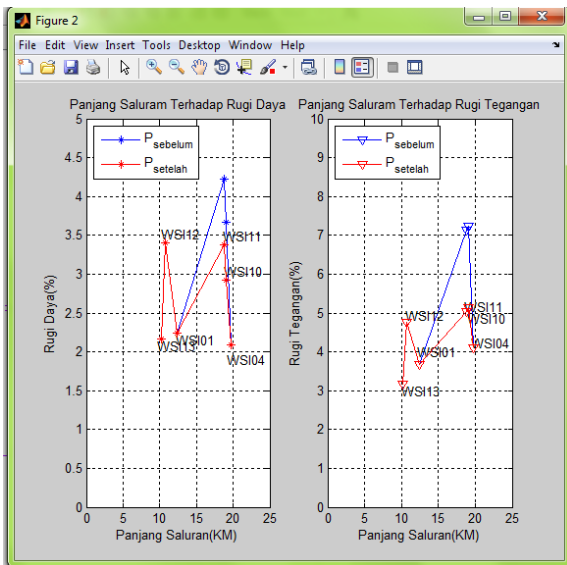 Figure 2
File Edit View Insert Tools Desktop Window Help
Panjang Saluram Terhadap Rugi Daya
5
4.5
4
3.5
3
2.5
2
1.5
1
0.5
0
Rugi Daya(%)
P sebelum
P setelah
WSI12
WSI11
WSI10
WSI01
WSI13
WSI04
0 5 10 15 20 25
Panjang Saluran(KM)
Panjang Saluram Terhadap Rugi Tegangan
10
9
8
7
6
5
4
3
2
1
0
Rugi Tegangan(%)
P sebelum
P setelah
WSI11
WSI12
WSI10
WSI04
WSI01
WSI13
0 5 10 15 20 25
Panjang Saluran(KM)